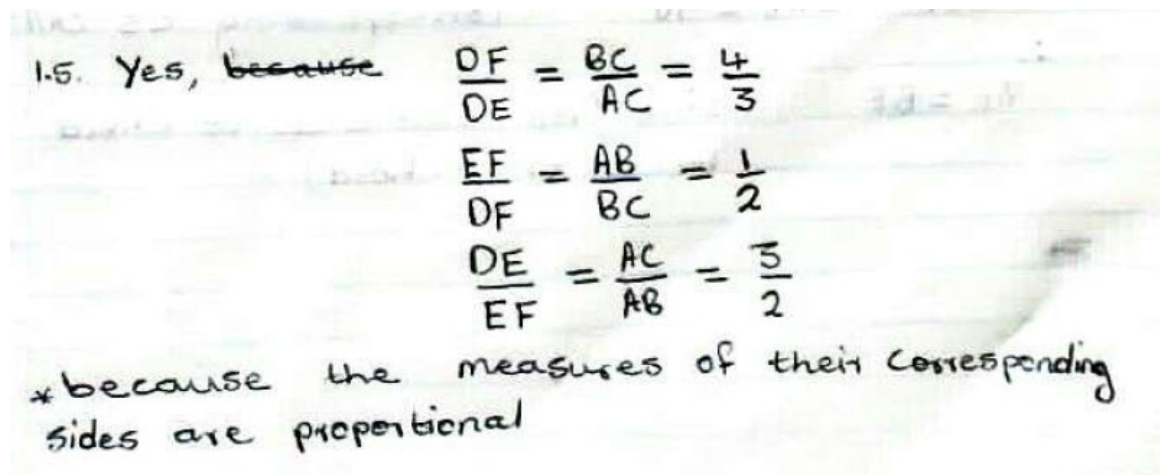 1.5. Yes, because DF/DE = BC/AC = 4/3
EF/DF = AB/BC = 1/2
DE/EF = AC/AB = 3/2
*because the measures of their corresponding
sides are proportional